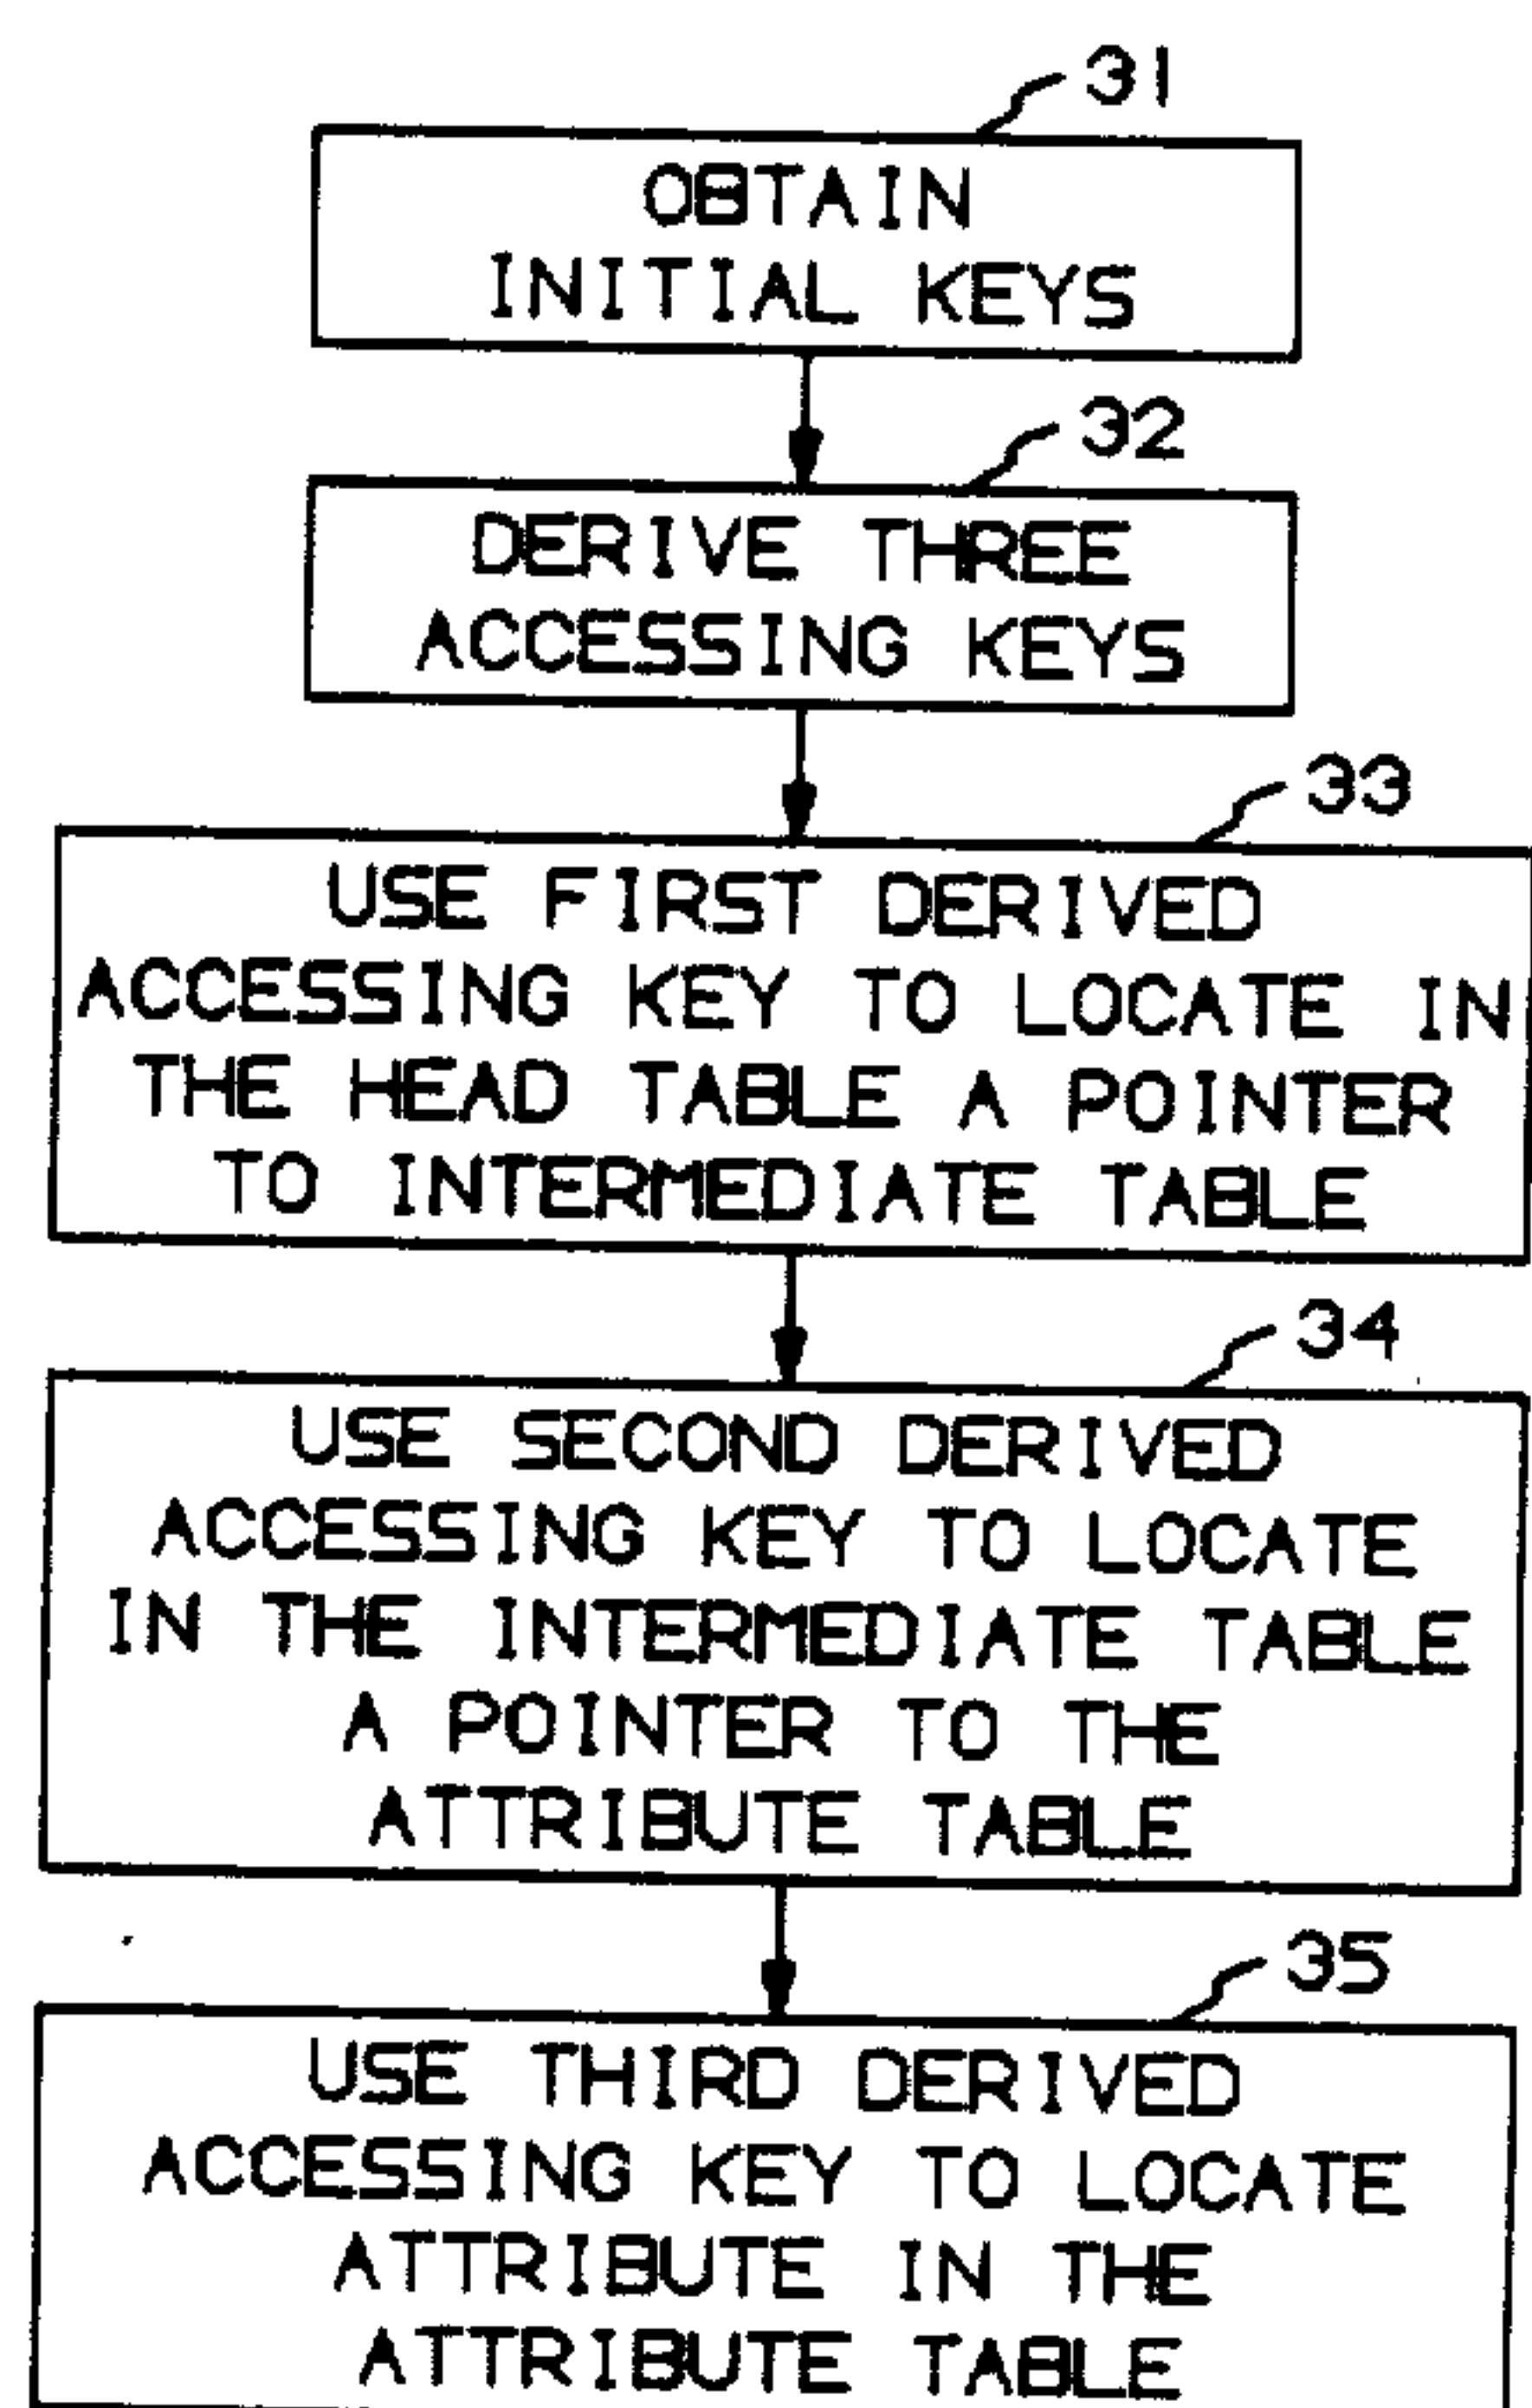 31
OBTAIN
INITIAL KEYS
32
DERIVE THREE
ACCESSING KEYS
33
USE FIRST DERIVED
ACCESSING KEY TO LOCATE IN
THE HEAD TABLE A POINTER
TO INTERMEDIATE TABLE
34
USE SECOND DERIVED
ACCESSING KEY TO LOCATE
IN THE INTERMEDIATE TABLE
A POINTER TO THE
ATTRIBUTE TABLE
35
USE THIRD DERIVED
ACCESSING KEY TO LOCATE
ATTRIBUTE IN THE
ATTRIBUTE TABLE